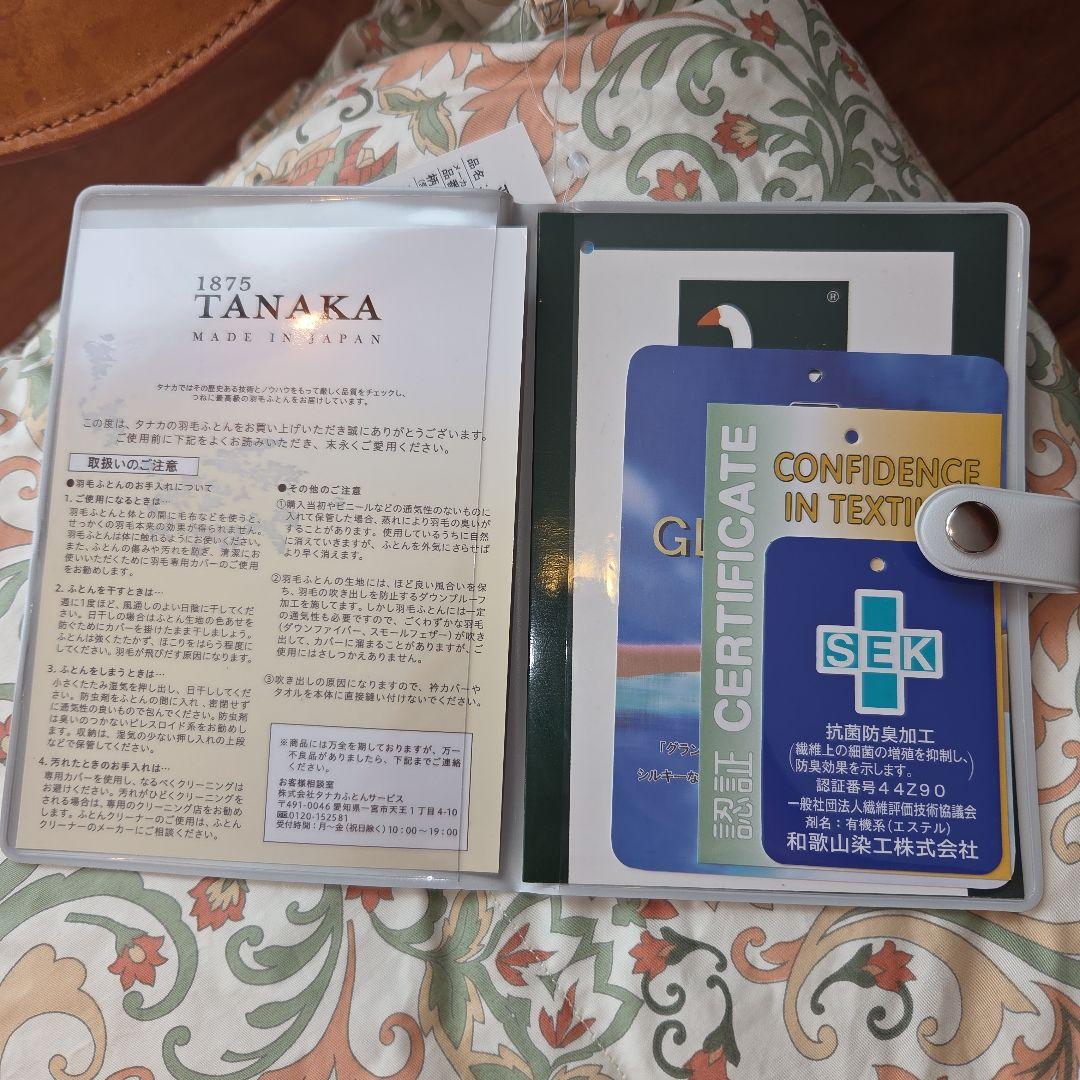 品名
品柄
1875
TANAKA
MADE IN JAPAN
タナカではその歴史ある技術とノウハウをもって厳しく品質をチェックし、
つねに最高級の羽毛ふとんをお届けしています。
この度は、タナカの羽毛ふとんをお買い上げいただき誠にありがとうございます。
ご使用前に下記をよくお読みいただき、末永くご愛用ください。
取扱いのご注意
●羽毛ふとんのお手入れについて
1. ご使用になるときは…
羽毛ふとんと体との間に毛布などを使うと、
せっかくの羽毛本来の効果が得られません。
羽毛ふとんは体に触れるようにお使いください。
また、ふとんの傷みや汚れを防ぎ、清潔にお
使いいただくために羽毛専用カバーのご使用
をお勧めします。
2. ふとんを干すときは…
週に1度ほど、風通しのよい日陰に干してくだ
さい。日干しの場合はふとん生地の色あせを
防ぐためにカバーを掛けたまま干しましょう。
ふとんは強くたたかず、ほこりをはらう程度に
してください。羽毛が飛びだす原因になります。
3. ふとんをしまうときは…
小さくたたみ湿気を押し出し、日干ししてくだ
さい。防虫剤をふとんの間に入れ、密閉せず
に通気性の良いもので包んでください。防虫剤
は臭いのつかないピレスロイド系をお勧めし
ます。収納は、湿気の少ない押し入れの上段
などで保管してください。
4. 汚れたときのお手入れは…
専用カバーを使用し、なるべくクリーニングは
お避けください。汚れがひどくクリーニングを
される場合は、専用のクリーニング店をお勧め
します。ふとんクリーニングのご使用は、ふとん
クリーナーのメーカーにご相談ください。
●その他のご注意
①購入当初やビニールなどの通気性のないものに
入れて保管した場合、蒸れにより羽毛の臭いが
することがあります。使用しているうちに自然
に消えていきますが、ふとんを外気にさらせば
より早く消えます。
②羽毛ふとんの生地には、ほど良い風合いを保
ち、羽毛の吹き出しを防止するダウンプルーフ
加工を施してます。しかし羽毛ふとんには一定
の通気性も必要ですので、ごくわずかな羽毛
(ダウンファイバー、スモールフェザー)が吹き
出して、カバーに溜まることがありますが、ご
使用にはさしつかえありません。
③吹き出しの原因になりますので、衿カバーや
タオルを本体に直接縫い付けないでください。
※商品には万全を期しておりますが、万一
不良品がありましたら、下記までご連絡
ください。
お客様相談室
株式会社タナカふとんサービス
〒491-0046 愛知県一宮市天王1丁目4-10
0120-152581
受付時間:月~金(祝日除く) 10:00~19:00
®
GL
「グラン
シルキーな
認証 CERTIFICATE
CONFIDENCE
IN TEXTIL
SEK
抗菌防臭加工
(繊維上の細菌の増殖を抑制し、
防臭効果を示します。)
認証番号44Z90
一般社団法人繊維評価技術協議会
剤名:有機系(エステル)
和歌山染工株式会社